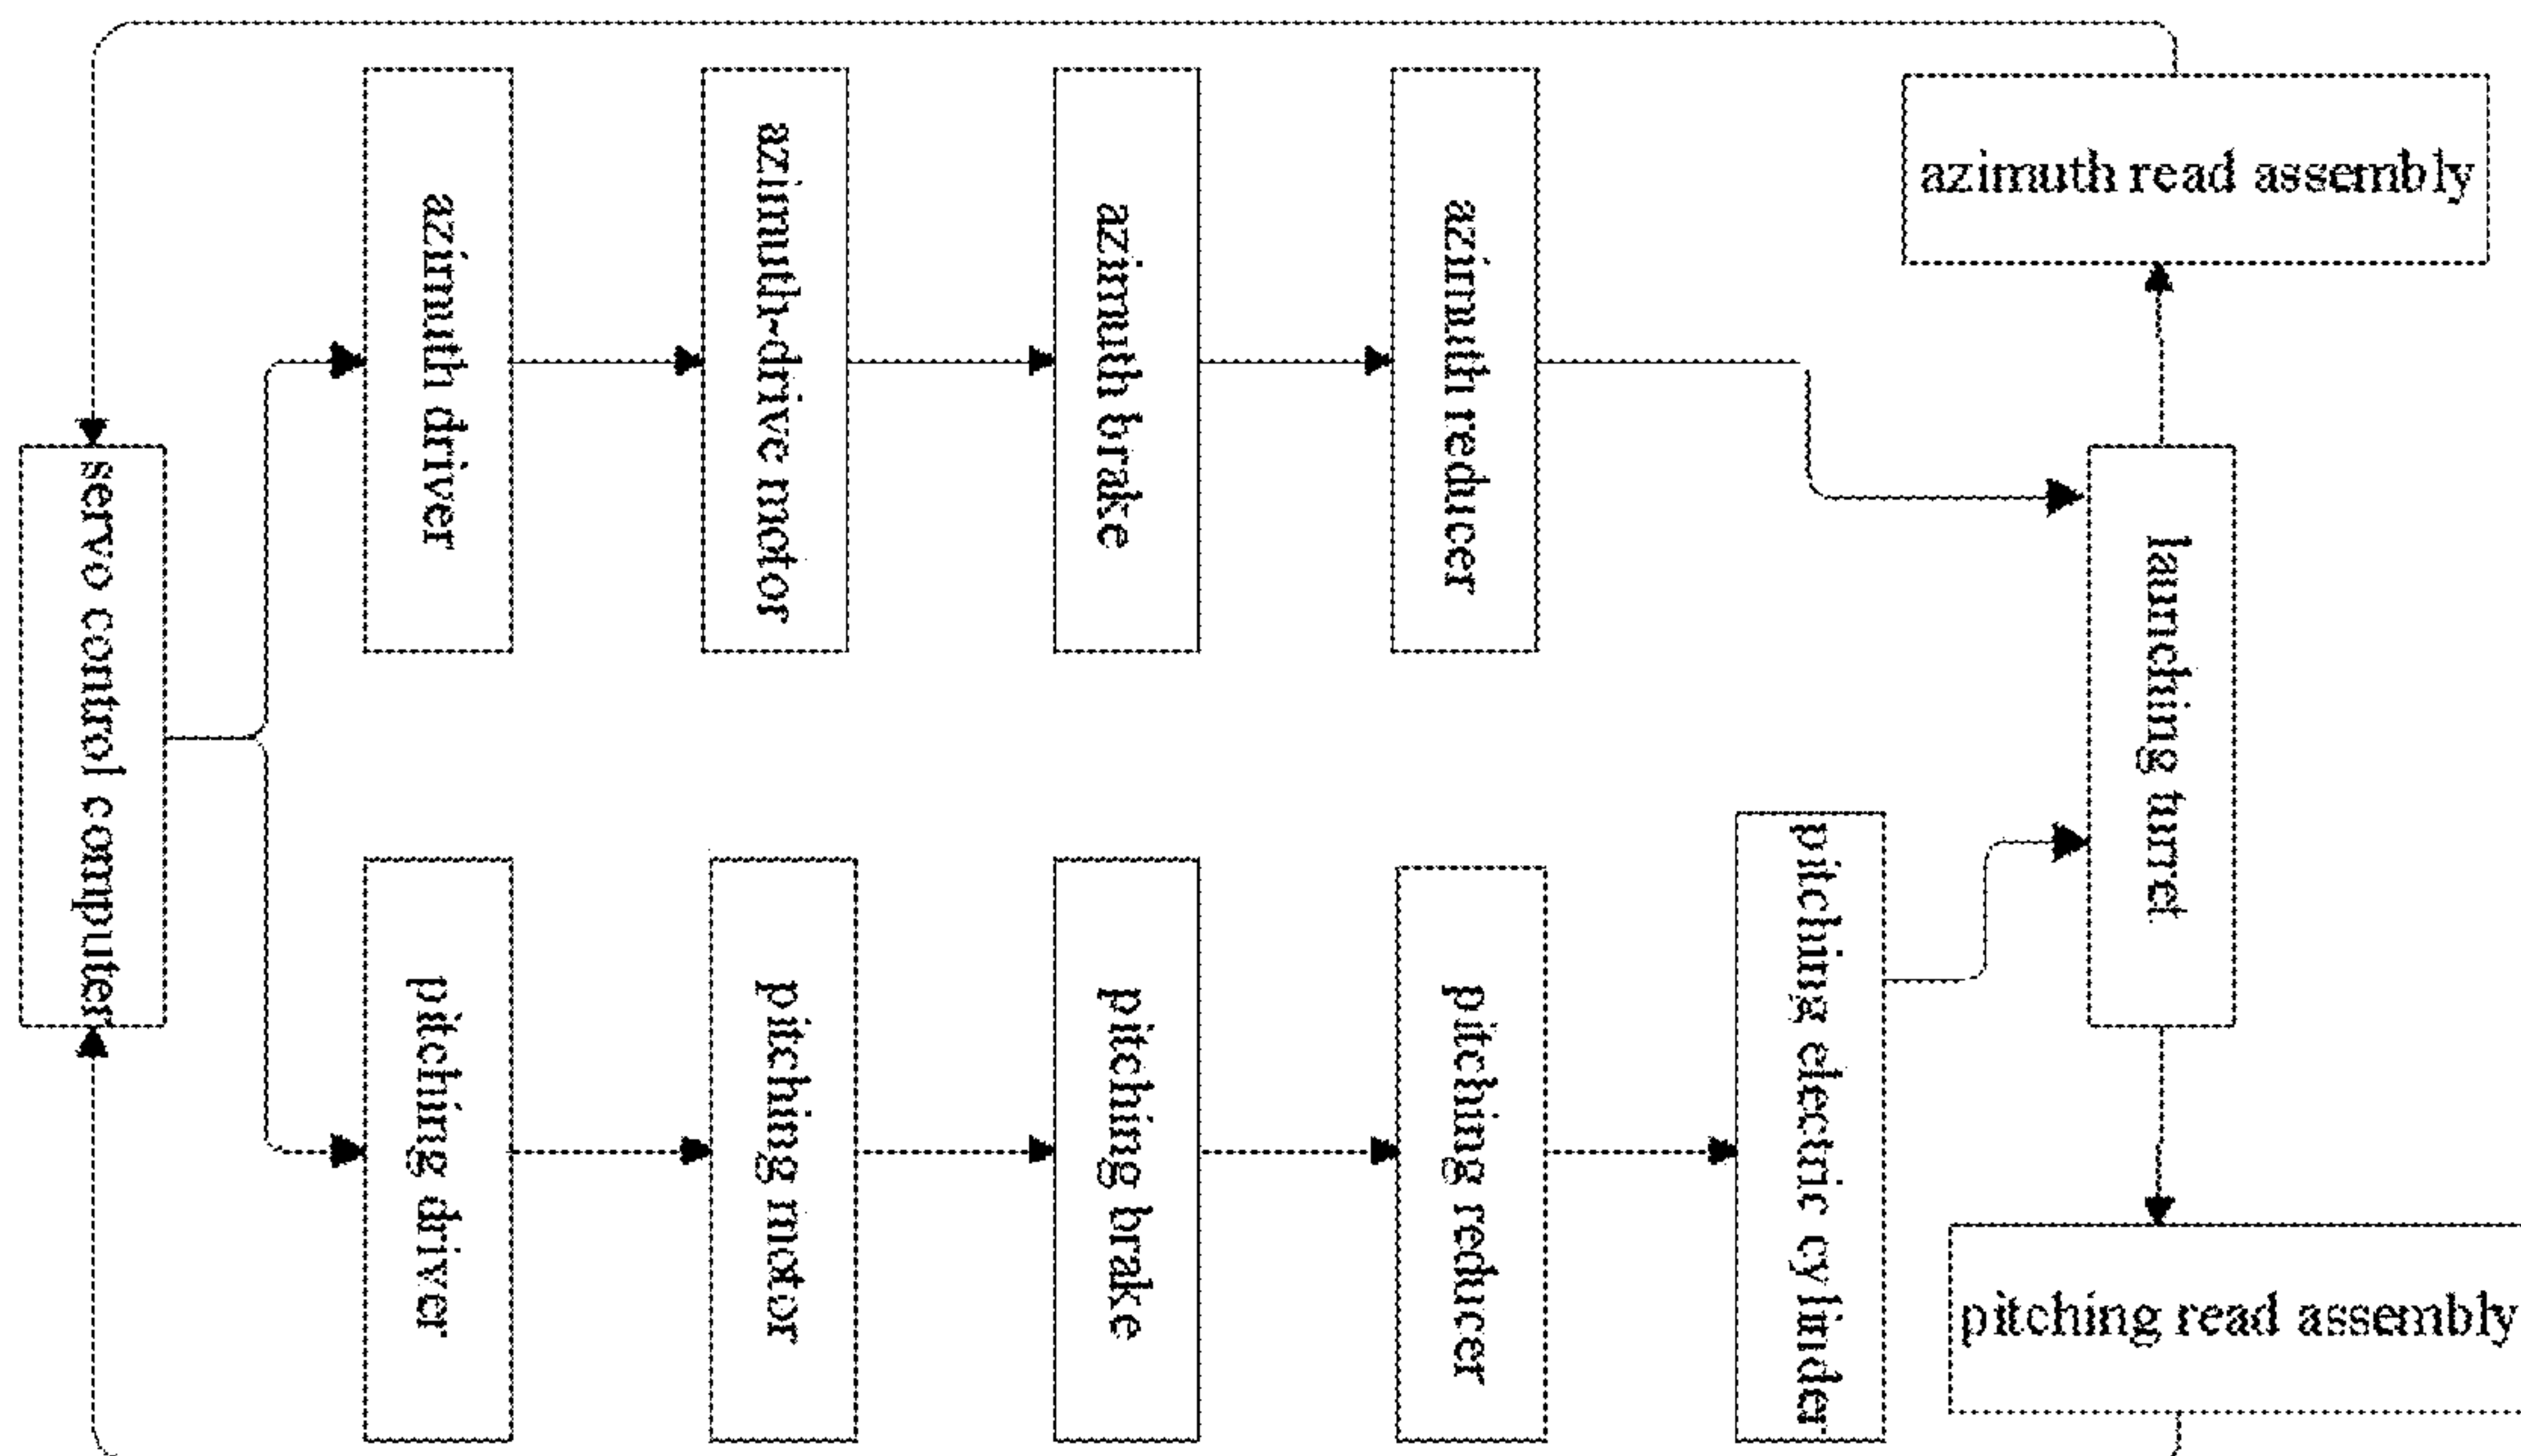 servo control computer
azimuth driver
azimuth-drive motor
azimuth brake
azimuth reducer
azimuth read assembly
launching turret
pitching driver
pitching motor
pitching brake
pitching reducer
pitching electric cylinder
pitching read assembly